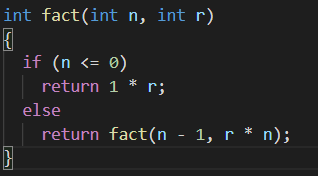 int fact(int n, int r)
{
  if (n <= 0)
    return 1 * r;
  else
    return fact(n - 1, r * n);
}